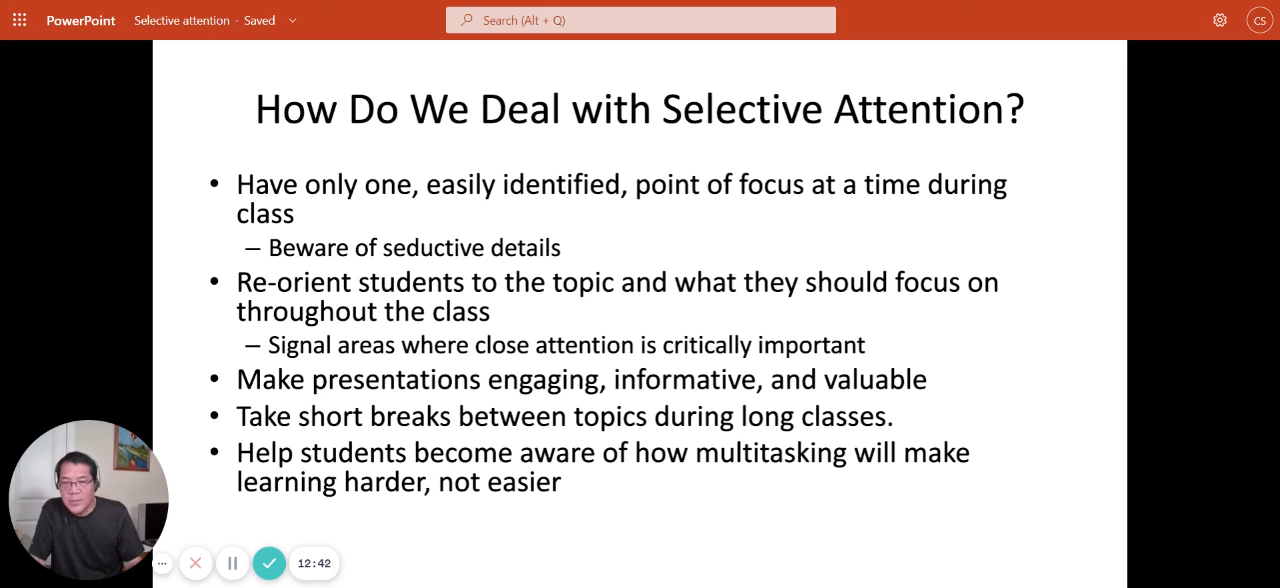 PowerPoint Selective attention - Saved Search (Alt + Q) CS
How Do We Deal with Selective Attention?
• Have only one, easily identified, point of focus at a time during
class
– Beware of seductive details
• Re-orient students to the topic and what they should focus on
throughout the class
– Signal areas where close attention is critically important
• Make presentations engaging, informative, and valuable
• Take short breaks between topics during long classes.
• Help students become aware of how multitasking will make
learning harder, not easier
12:42